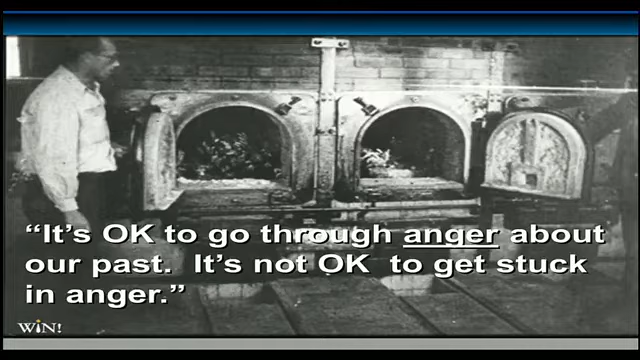 “It’s OK to go through anger about
our past.  It’s not OK  to get stuck
in anger.”
WiN!